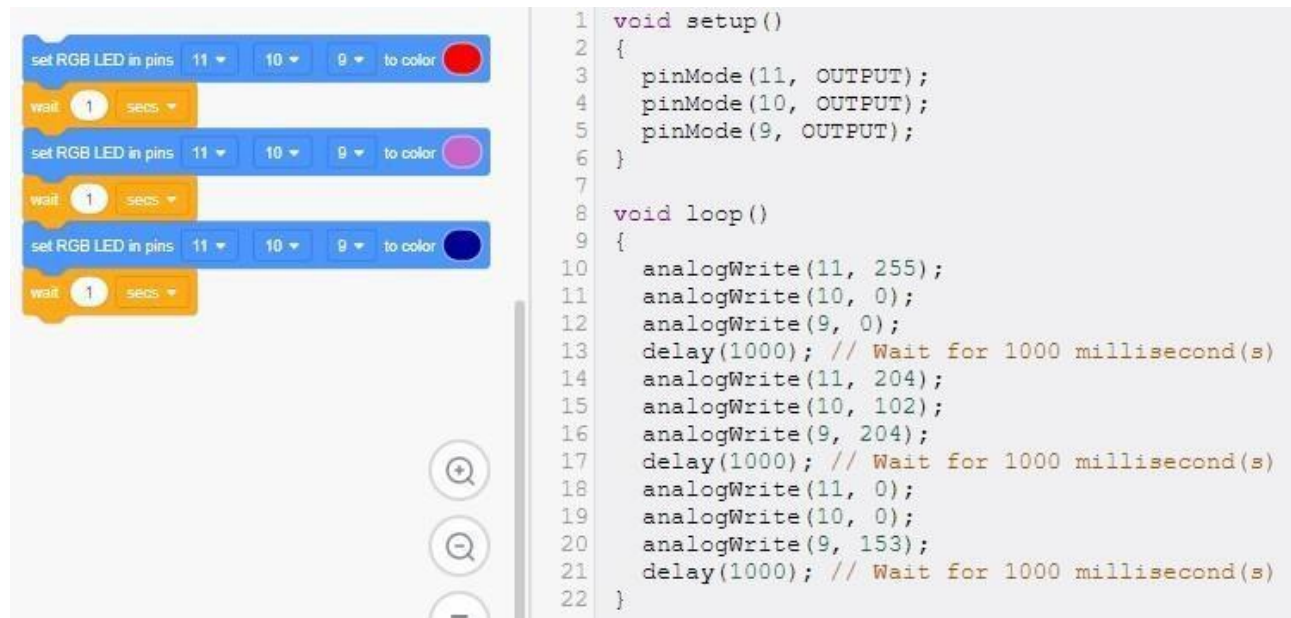 set RGB LED in pins 11 10 9 to color
wait 1 secs
set RGB LED in pins 11 10 9 to color
wait 1 secs
set RGB LED in pins 11 10 9 to color
wait 1 secs
1 void setup()
2 {
3 pinMode(11, OUTPUT);
4 pinMode(10, OUTPUT);
5 pinMode(9, OUTPUT);
6 }
7
8 void loop()
9 {
10 analogWrite(11, 255);
11 analogWrite(10, 0);
12 analogWrite(9, 0);
13 delay(1000); // Wait for 1000 millisecond(s)
14 analogWrite(11, 204);
15 analogWrite(10, 102);
16 analogWrite(9, 204);
17 delay(1000); // Wait for 1000 millisecond(s)
18 analogWrite(11, 0);
19 analogWrite(10, 0);
20 analogWrite(9, 153);
21 delay(1000); // Wait for 1000 millisecond(s)
22 }